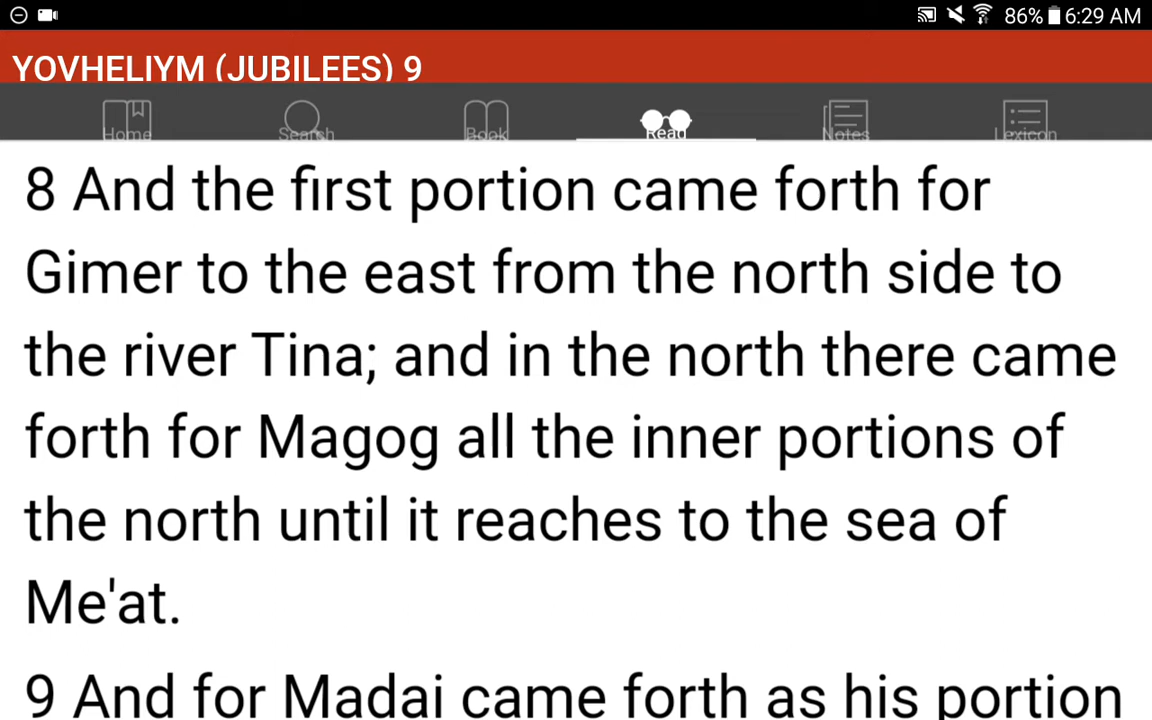 86% 6:29 AM
YOVHELIYM (JUBILEES) 9
Home Search Book Read Notes Lexicon
8 And the first portion came forth for
Gimer to the east from the north side to
the river Tina; and in the north there came
forth for Magog all the inner portions of
the north until it reaches to the sea of
Me'at.
9 And for Madai came forth as his portion